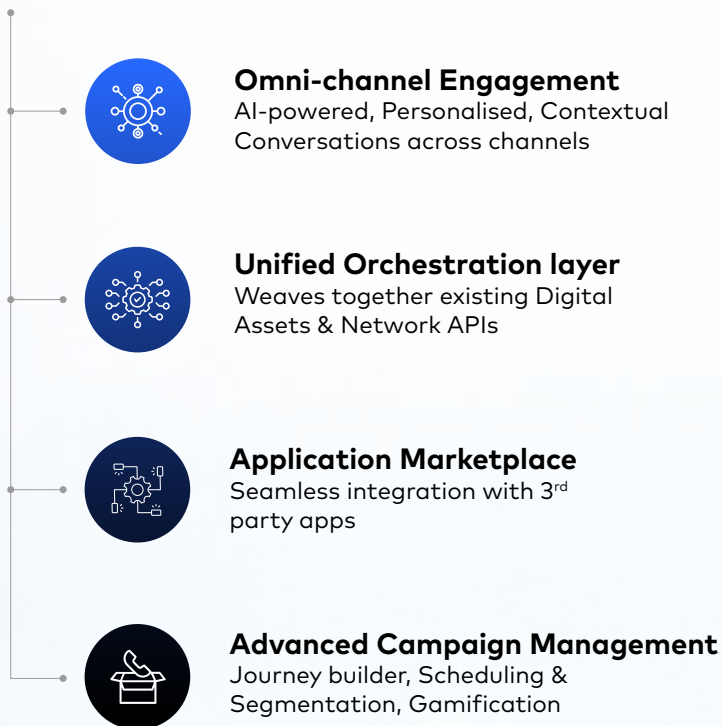 Omni-channel Engagement
AI-powered, Personalised, Contextual
Conversations across channels
Unified Orchestration layer
Weaves together existing Digital
Assets & Network APIs
Application Marketplace
Seamless integration with 3rd
party apps
Advanced Campaign Management
Journey builder, Scheduling &
Segmentation, Gamification